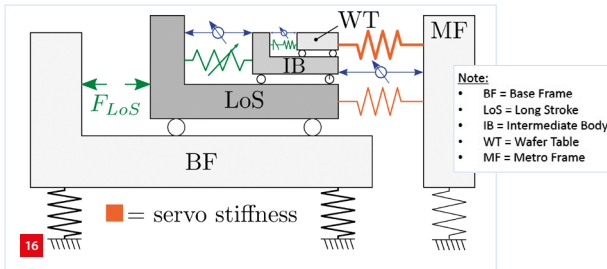 WT
MF
IB
F_LoS
LoS
BF
Note:
• BF = Base Frame
• LoS = Long Stroke
• IB = Intermediate Body
• WT = Wafer Table
• MF = Metro Frame
= servo stiffness
16